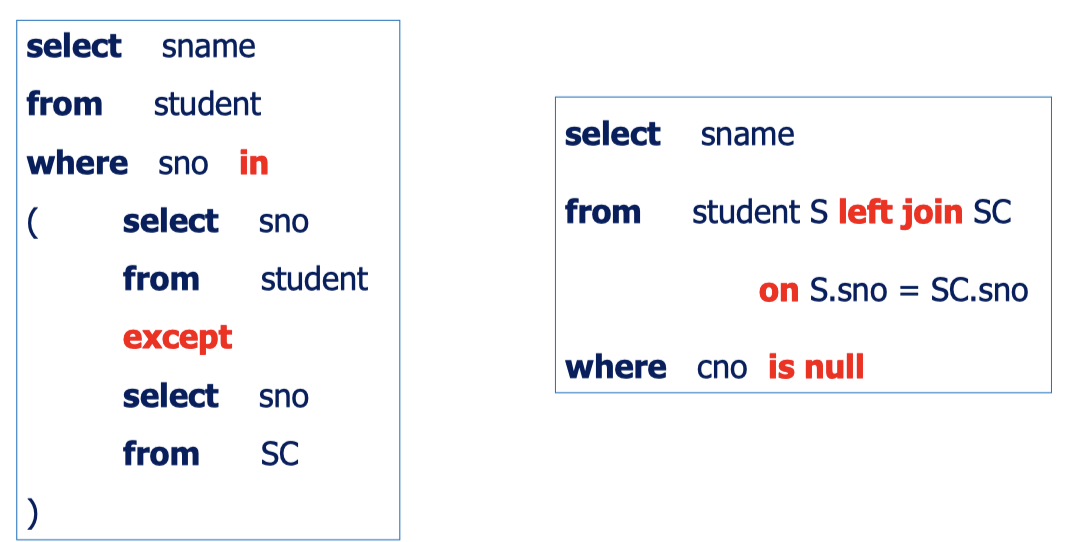 select sname
from student
where sno in
( select sno
from student
except
select sno
from SC
)
select sname
from student S left join SC
on S.sno = SC.sno
where cno is null